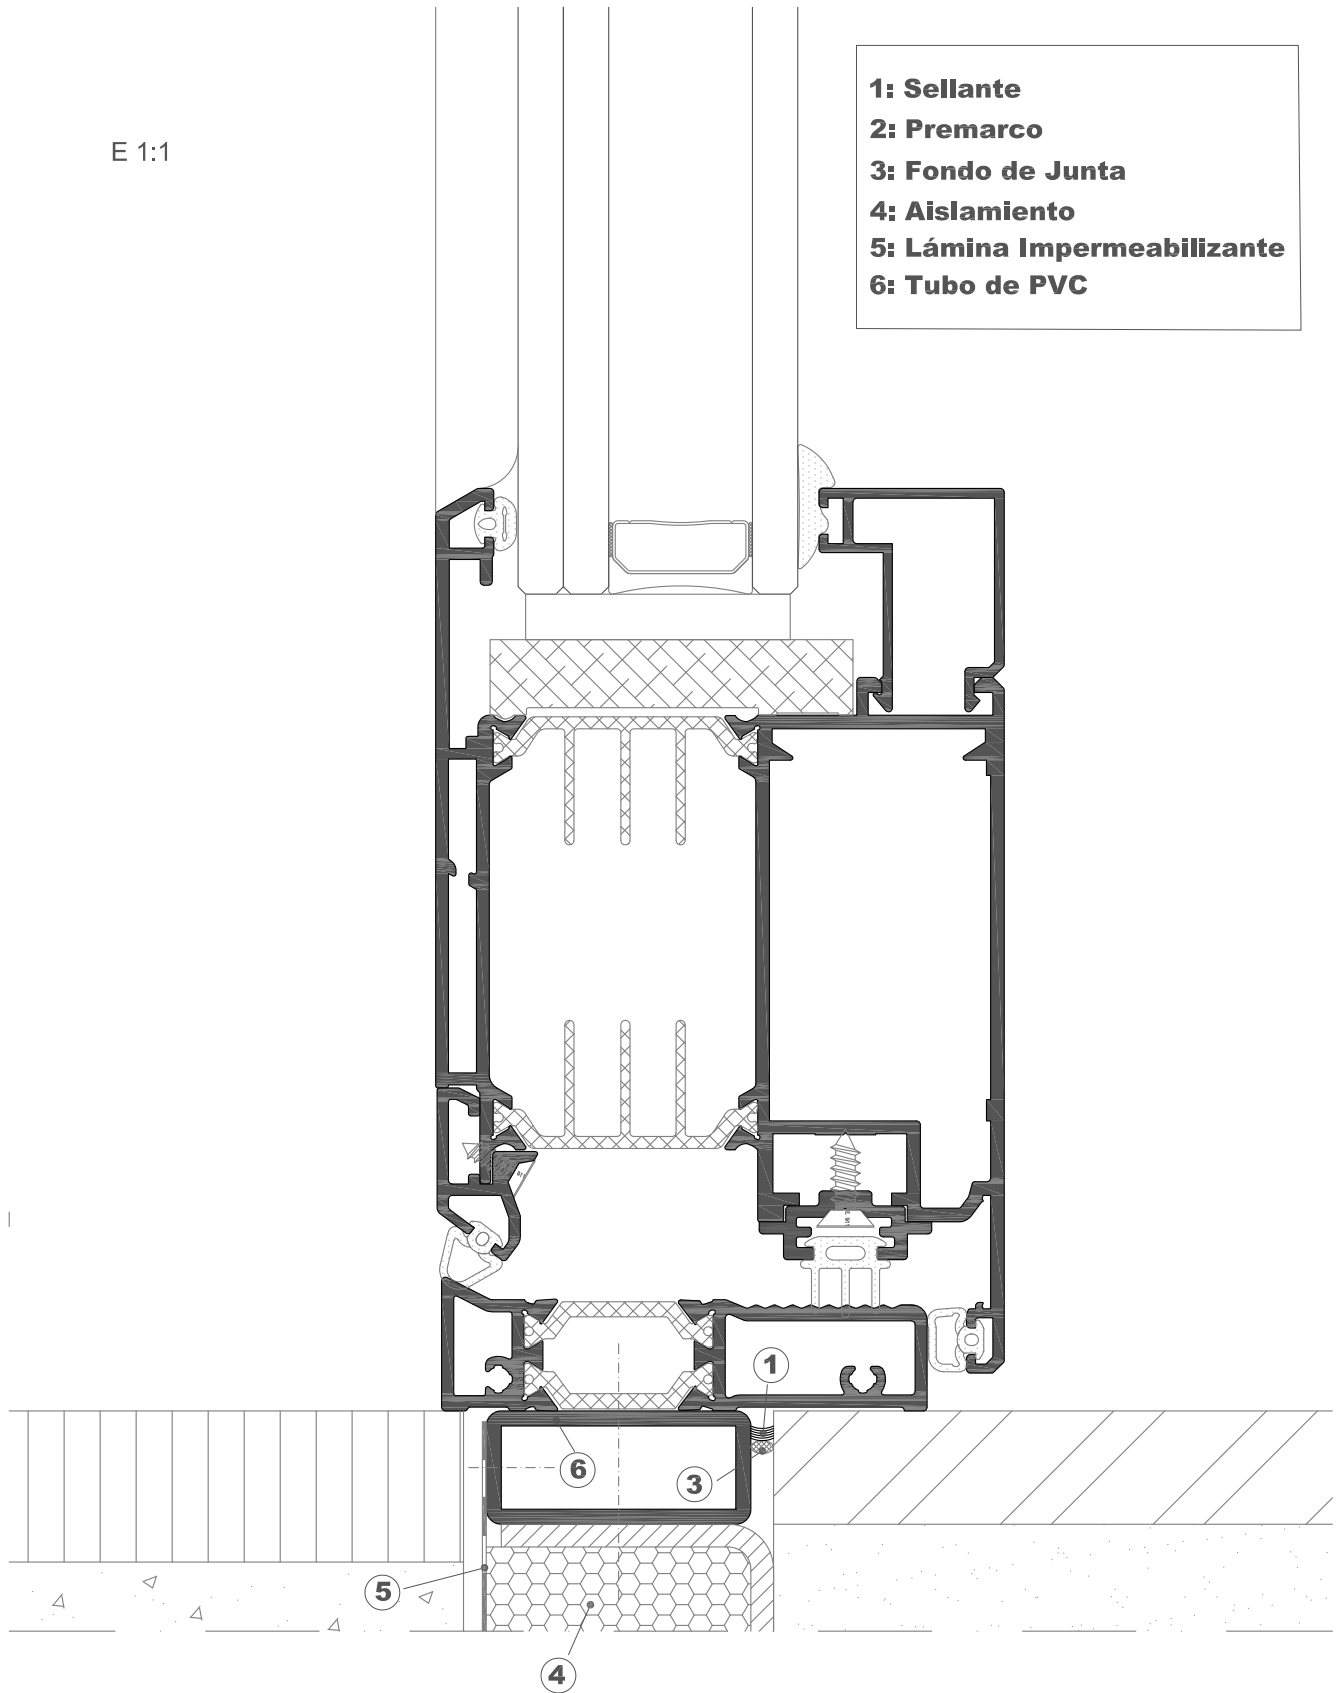 1: Sellante
E 1:1
2: Premarco
3: Fondo de Junta
4: Aislamiento
5: Lámina Impermeabilizante
6: Tubo de PVC
1
6
3
5
4